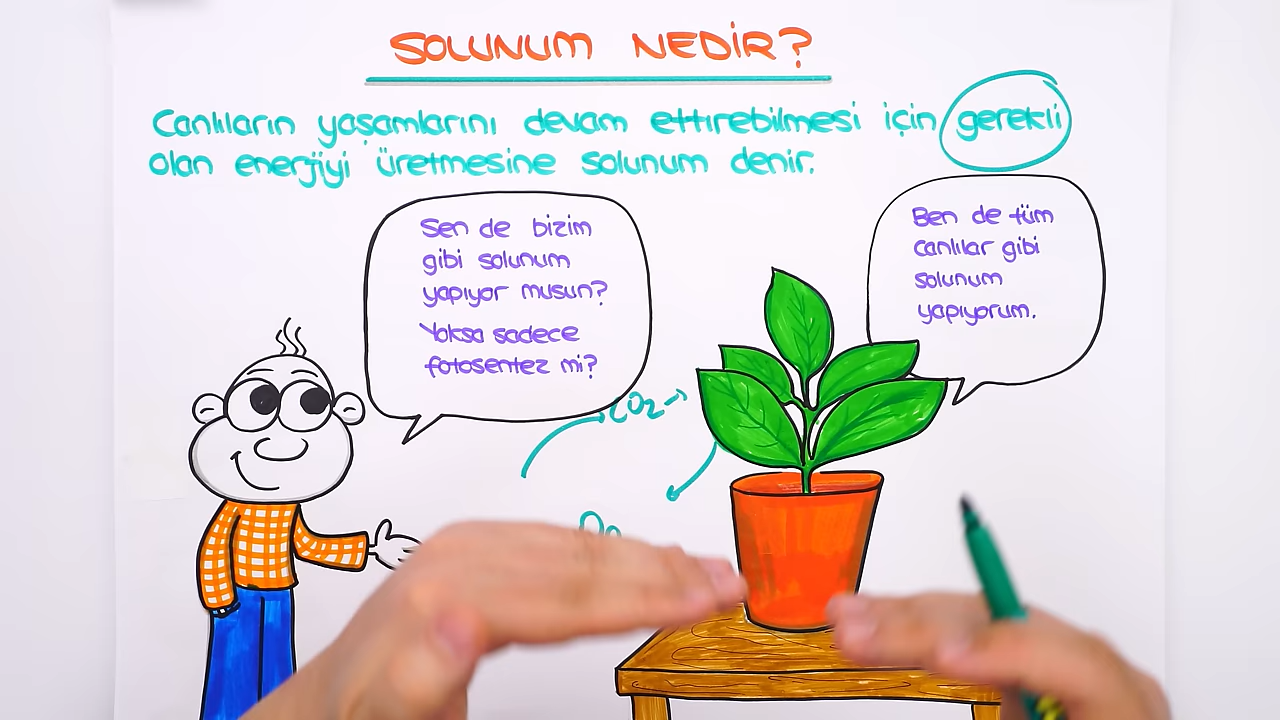 SOLUNUM NEDİR?
Canlıların yaşamlarını devam ettirebilmesi için gerekli
olan enerjiyi üretmesine solunum denir.
Sen de bizim
gibi solunum
yapıyor musun?
Yoksa sadece
fotosentez mi?
Ben de tüm
canlılar gibi
solunum
yapıyorum.
CO2